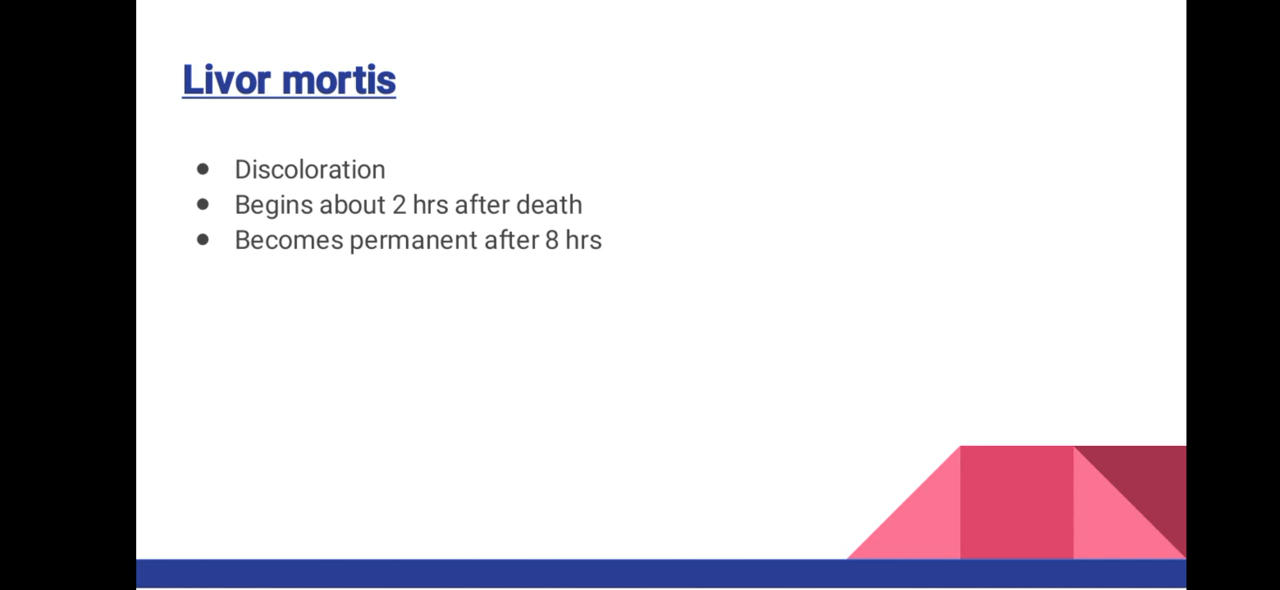 Livor mortis
● Discoloration
● Begins about 2 hrs after death
● Becomes permanent after 8 hrs